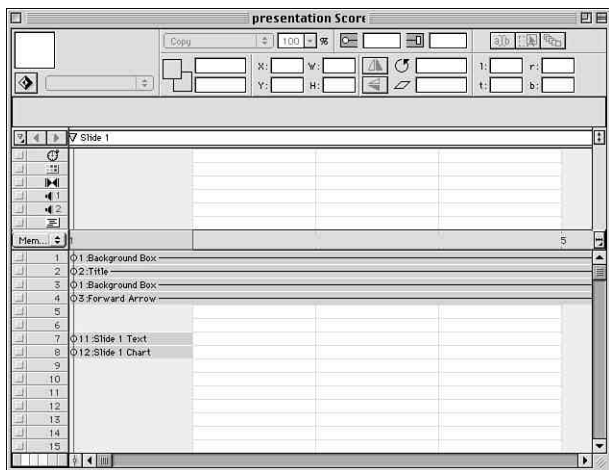 presentation Score
Copy 100 %
X: W: l: r:
Y: H: t: b:
Slide 1
1
2
Mem... 1 5
1 1:Background Box
2 2:Title
3 1:Background Box
4 3:Forward Arrow
5
6
7 11:Slide 1 Text
8 12:Slide 1 Chart
9
10
11
12
13
14
15